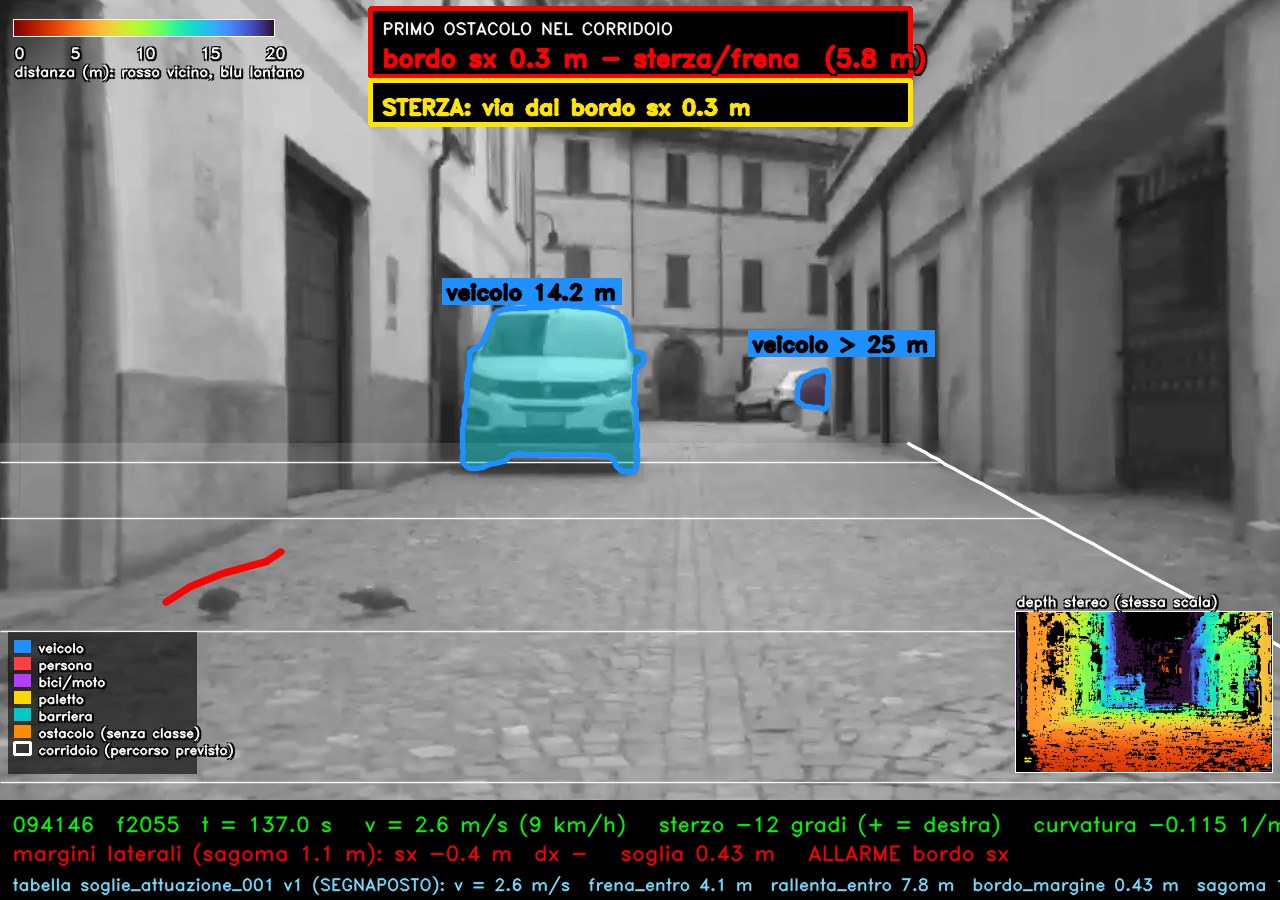 PRIMO OSTACOLO NEL CORRIDOIO
bordo sx 0.3 m - sterza/frena (5.8 m)
STERZA: via dal bordo sx 0.3 m
0 5 10 15 20
distanza (m): rosso vicino, blu lontano
veicolo 14.2 m
veicolo > 25 m
depth stereo (stessa scala)
veicolo
persona
bici/moto
paletto
barriera
ostacolo (senza classe)
corridoio (percorso previsto)
094146 f2055 t = 137.0 s v = 2.6 m/s (9 km/h) sterzo -12 gradi (+ = destra) curvatura -0.115 1/m
margini laterali (sagoma 1.1 m): sx -0.4 m dx - soglia 0.43 m ALLARME bordo sx
tabella soglie_attuazione_001 v1 (SEGNAPOSTO): v = 2.6 m/s frena_entro 4.1 m rallenta_entro 7.8 m bordo_margine 0.43 m sagoma